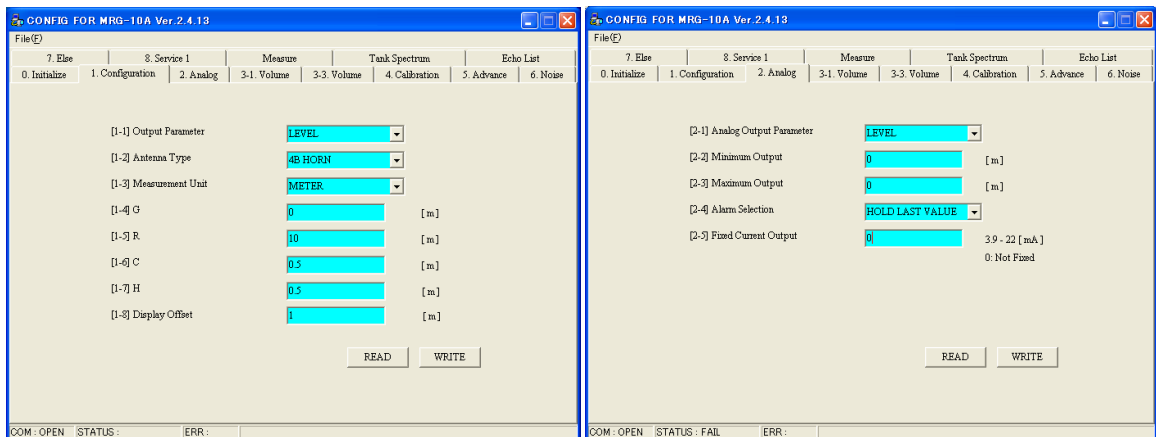 CONFIG FOR MRG-10A Ver.2.4.13
File(F)
7. Else 8. Service 1 Measure Tank Spectrum Echo List
0. Initialize 1. Configuration 2. Analog 3-1. Volume 3-3. Volume 4. Calibration 5. Advance 6. Noise
[1-1] Output Parameter LEVEL
[1-2] Antenna Type 4B HORN
[1-3] Measurement Unit METER
[1-4] G 0 [ m ]
[1-5] R 10 [ m ]
[1-6] C 0.5 [ m ]
[1-7] H 0.5 [ m ]
[1-8] Display Offset 1 [ m ]
READ WRITE
COM : OPEN STATUS : ERR :
CONFIG FOR MRG-10A Ver.2.4.13
File(F)
7. Else 8. Service 1 Measure Tank Spectrum Echo List
0. Initialize 1. Configuration 2. Analog 3-1. Volume 3-3. Volume 4. Calibration 5. Advance 6. Noise
[2-1] Analog Output Parameter LEVEL
[2-2] Minimum Output 0 [ m ]
[2-3] Maximum Output 0 [ m ]
[2-4] Alarm Selection HOLD LAST VALUE
[2-5] Fixed Current Output 0 3.9 - 22 [ mA ]
0: Not Fixed
READ WRITE
COM : OPEN STATUS : FAIL ERR :